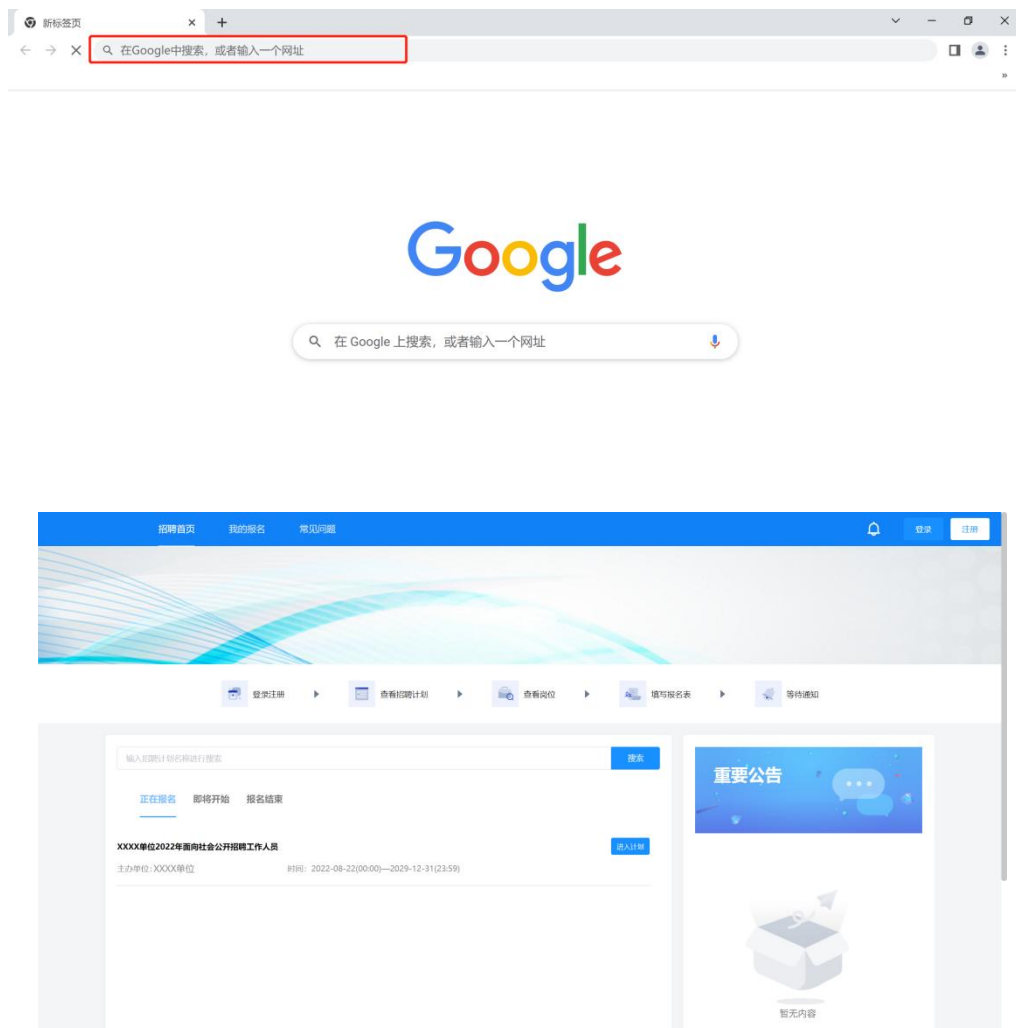 新标签页
在Google中搜索，或者输入一个网址
Google
在 Google 上搜索，或者输入一个网址
招聘首页 我的报名 常见问题 登录 注册
登录注册 查看招聘计划 查看岗位 填写报名表 等待通知
输入招聘计划名称进行搜索 搜索
重要公告
正在报名 即将开始 报名结束
XXXX单位2022年面向社会公开招聘工作人员 进入计划
主办单位: XXXX单位 时间: 2022-08-22(00:00)—2029-12-31(23:59)
暂无内容